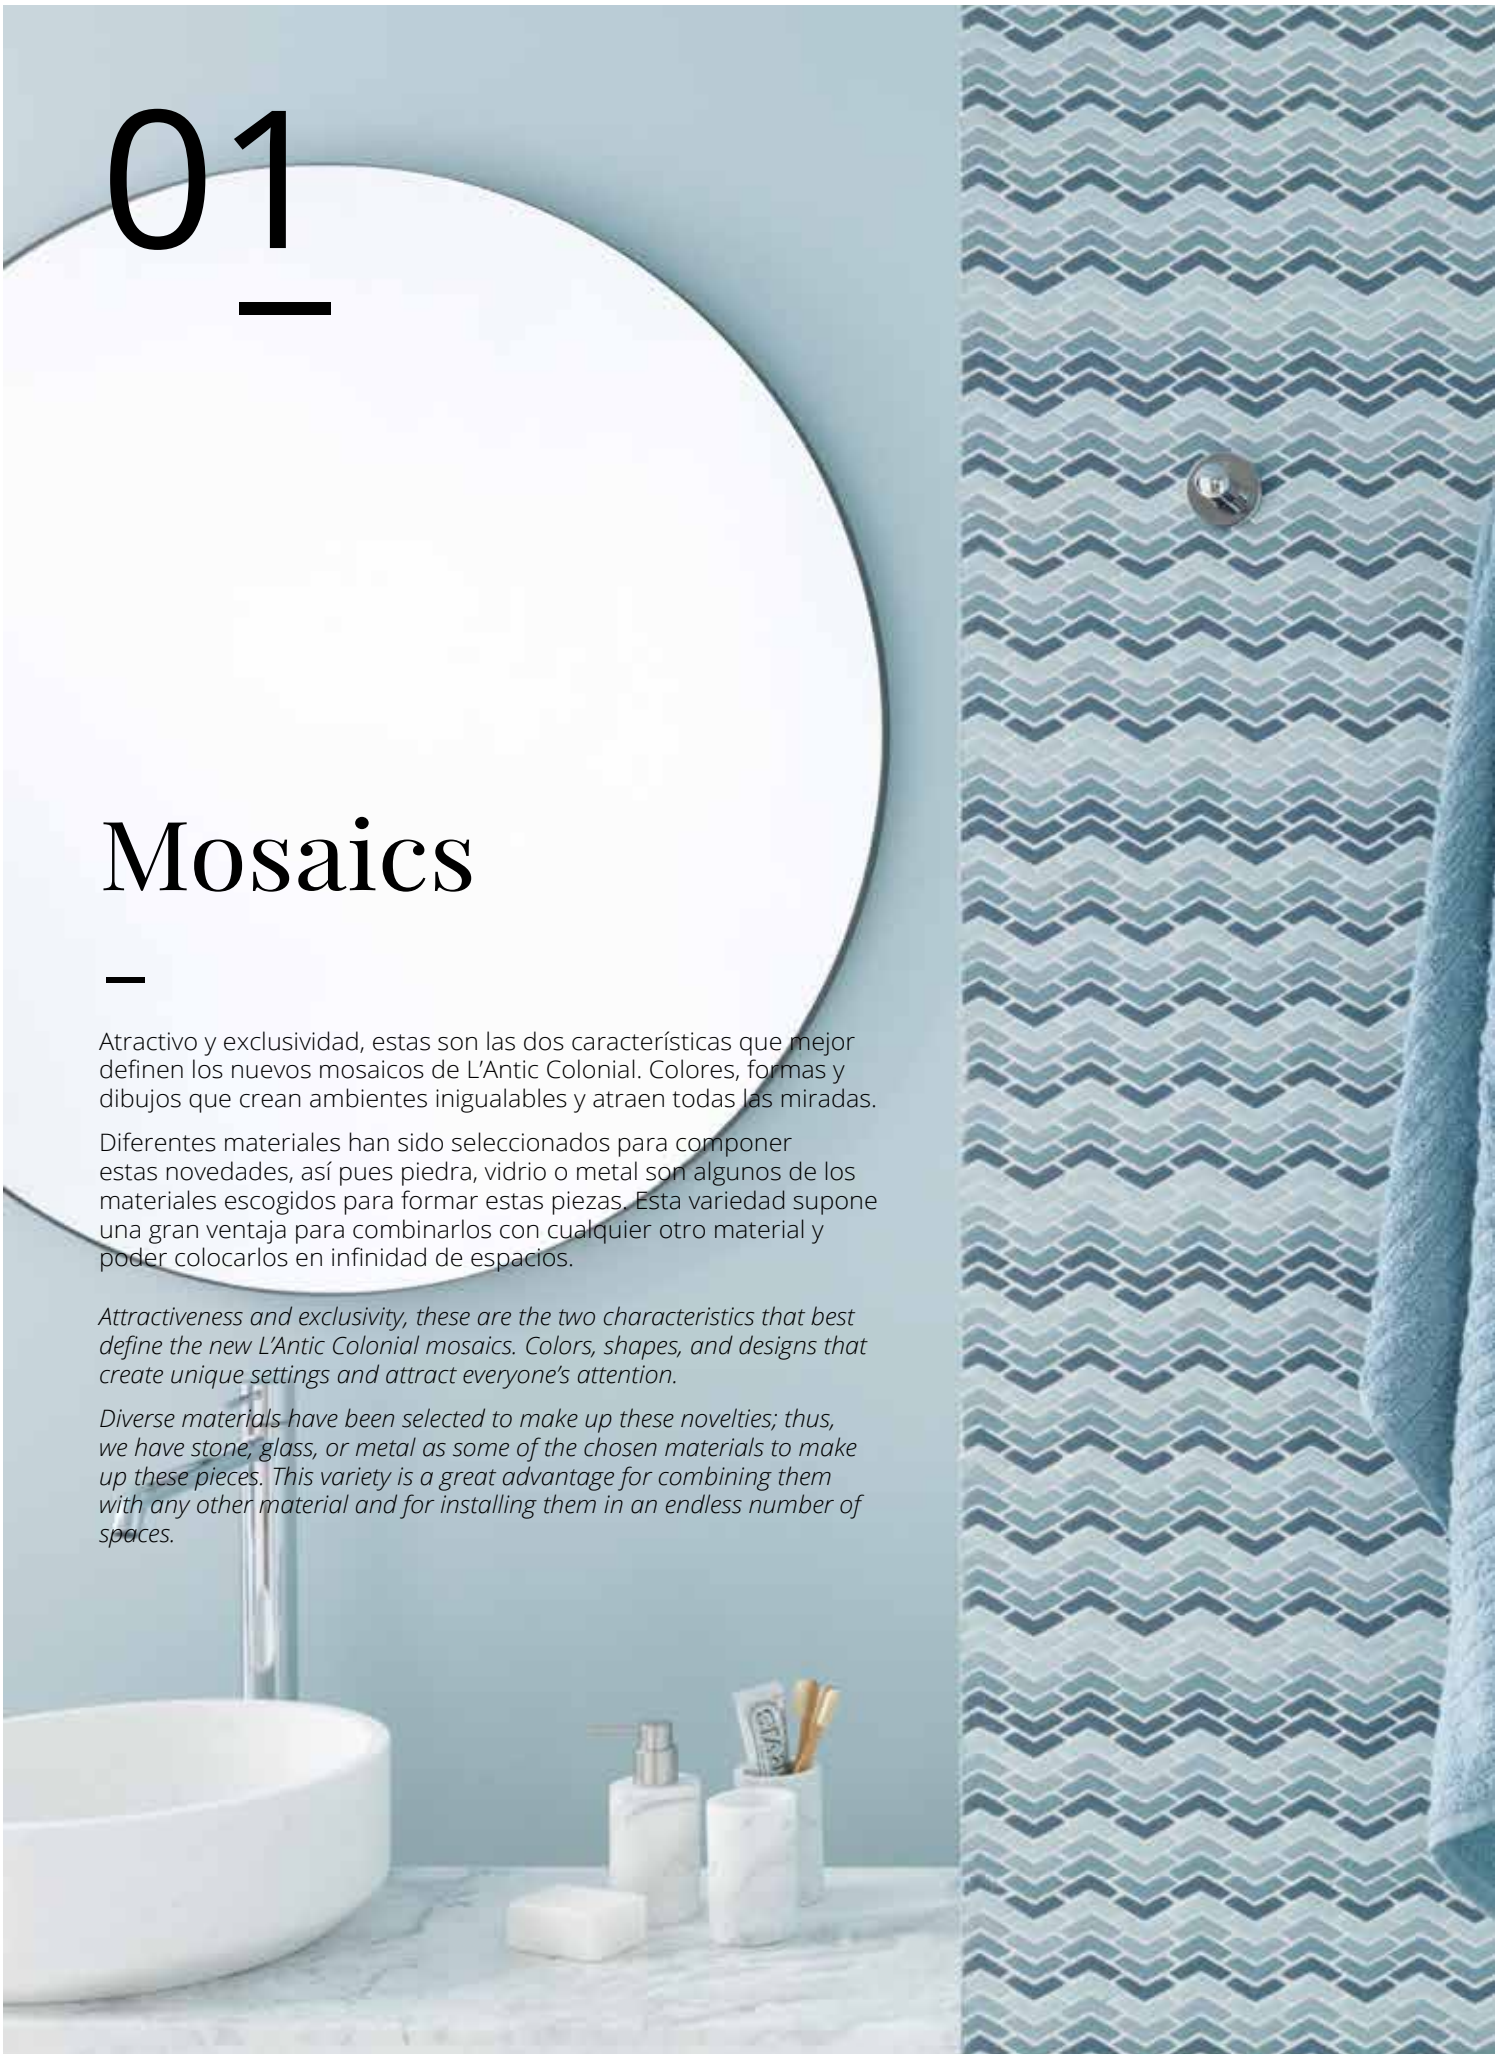 01
Mosaics
Atractivo y exclusividad, estas son las dos características que mejor
definen los nuevos mosaicos de L’Antic Colonial. Colores, formas y
dibujos que crean ambientes inigualables y atraen todas las miradas.
Diferentes materiales han sido seleccionados para componer
estas novedades, así pues piedra, vidrio o metal son algunos de los
materiales escogidos para formar estas piezas. Esta variedad supone
una gran ventaja para combinarlos con cualquier otro material y
poder colocarlos en infinidad de espacios.
Attractiveness and exclusivity, these are the two characteristics that best
define the new L’Antic Colonial mosaics. Colors, shapes, and designs that
create unique settings and attract everyone’s attention.
Diverse materials have been selected to make up these novelties; thus,
we have stone, glass, or metal as some of the chosen materials to make
up these pieces. This variety is a great advantage for combining them
with any other material and for installing them in an endless number of
spaces.